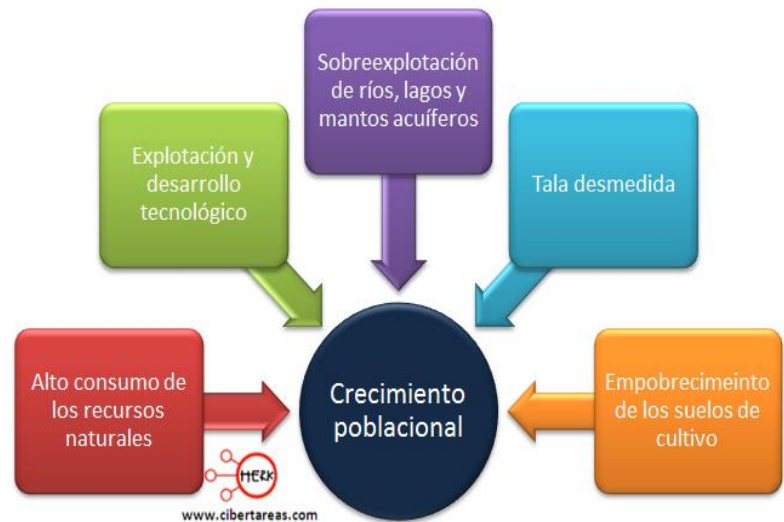 Sobreexplotación
de ríos, lagos y
mantos acuíferos
Explotación y
desarrollo
tecnológico
Tala desmedida
Alto consumo de
los recursos
naturales
Crecimiento
poblacional
Empobrecimeinto
de los suelos de
cultivo
HERK
www.cibertareas.com